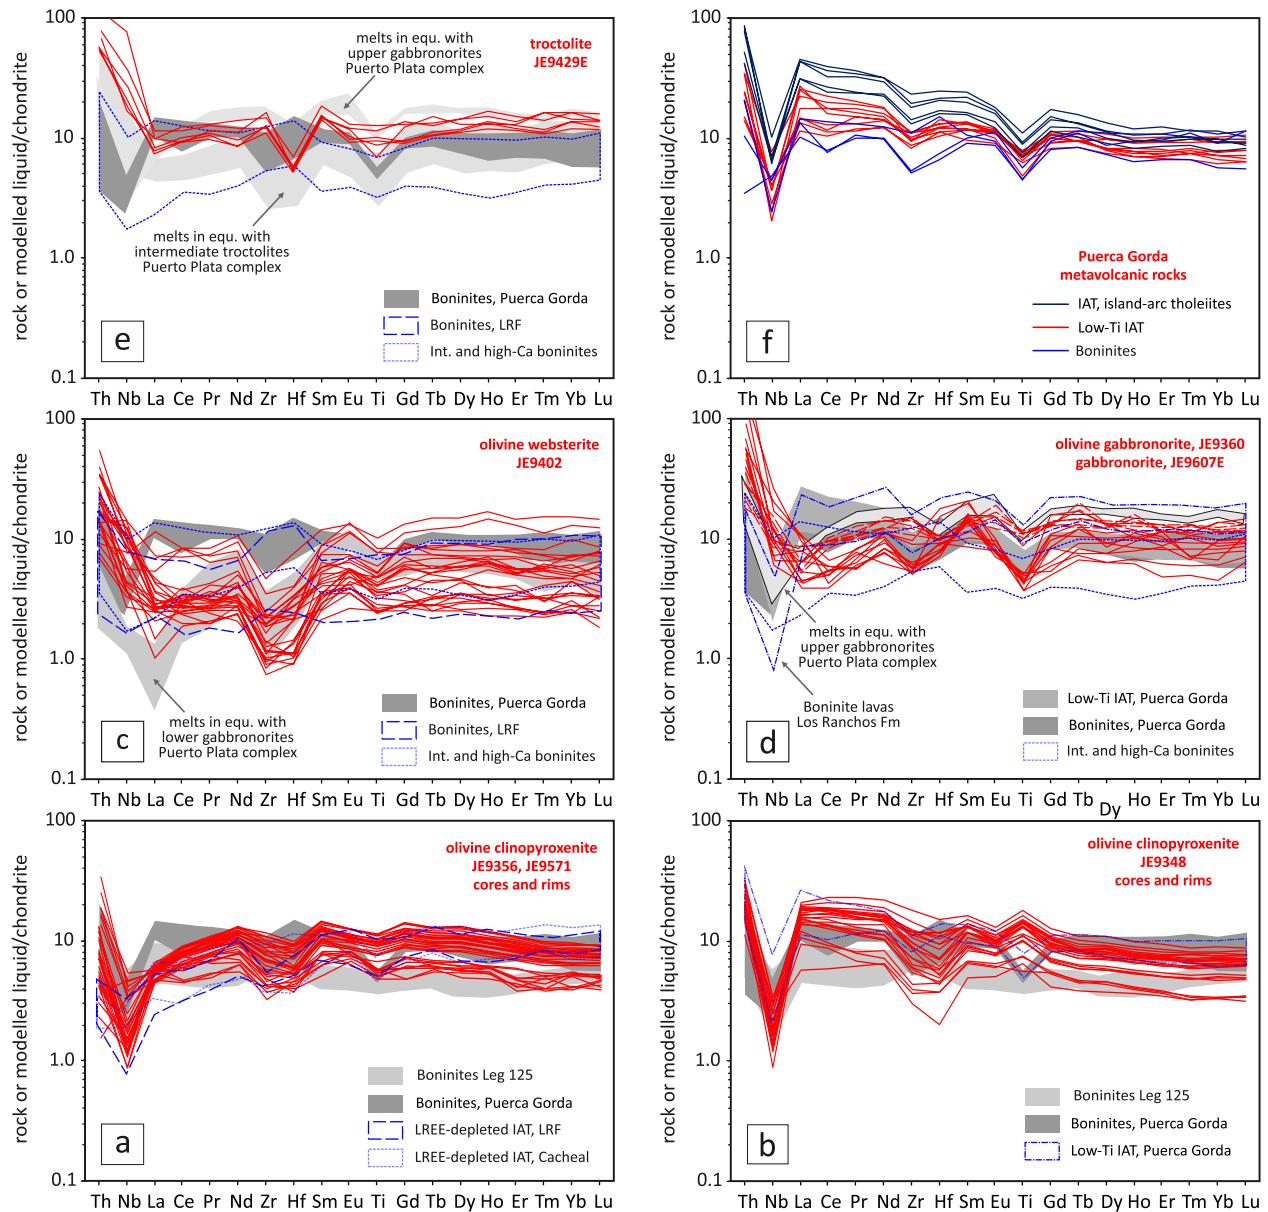 rock or modelled liquid/chondrite
100
10
1.0
0.1
melts in equ. with
upper gabbronorites
Puerto Plata complex
troctolite
JE9429E
melts in equ. with
intermediate troctolites
Puerto Plata complex
Boninites, Puerca Gorda
Boninites, LRF
Int. and high-Ca boninites
e
Th Nb La Ce Pr Nd Zr Hf Sm Eu Ti Gd Tb Dy Ho Er Tm Yb Lu
rock or modelled liquid/chondrite
100
10
1.0
0.1
Puerca Gorda
metavolcanic rocks
IAT, island-arc tholeiites
Low-Ti IAT
Boninites
f
Th Nb La Ce Pr Nd Zr Hf Sm Eu Ti Gd Tb Dy Ho Er Tm Yb Lu
rock or modelled liquid/chondrite
100
10
1.0
0.1
olivine websterite
JE9402
melts in equ. with
lower gabbronorites
Puerto Plata complex
Boninites, Puerca Gorda
Boninites, LRF
Int. and high-Ca boninites
c
Th Nb La Ce Pr Nd Zr Hf Sm Eu Ti Gd Tb Dy Ho Er Tm Yb Lu
rock or modelled liquid/chondrite
100
10
1.0
0.1
olivine gabbronorite, JE9360
gabbronorite, JE9607E
melts in equ. with
upper gabbronorites
Puerto Plata complex
Boninite lavas
Los Ranchos Fm
Low-Ti IAT, Puerca Gorda
Boninites, Puerca Gorda
Int. and high-Ca boninites
d
Th Nb La Ce Pr Nd Zr Hf Sm Eu Ti Gd Tb Dy Ho Er Tm Yb Lu
rock or modelled liquid/chondrite
100
10
1.0
0.1
olivine clinopyroxenite
JE9356, JE9571
cores and rims
Boninites Leg 125
Boninites, Puerca Gorda
LREE-depleted IAT, LRF
LREE-depleted IAT, Cacheal
a
Th Nb La Ce Pr Nd Zr Hf Sm Eu Ti Gd Tb Dy Ho Er Tm Yb Lu
rock or modelled liquid/chondrite
100
10
1.0
0.1
olivine clinopyroxenite
JE9348
cores and rims
Boninites Leg 125
Boninites, Puerca Gorda
Low-Ti IAT, Puerca Gorda
b
Th Nb La Ce Pr Nd Zr Hf Sm Eu Ti Gd Tb Dy Ho Er Tm Yb Lu